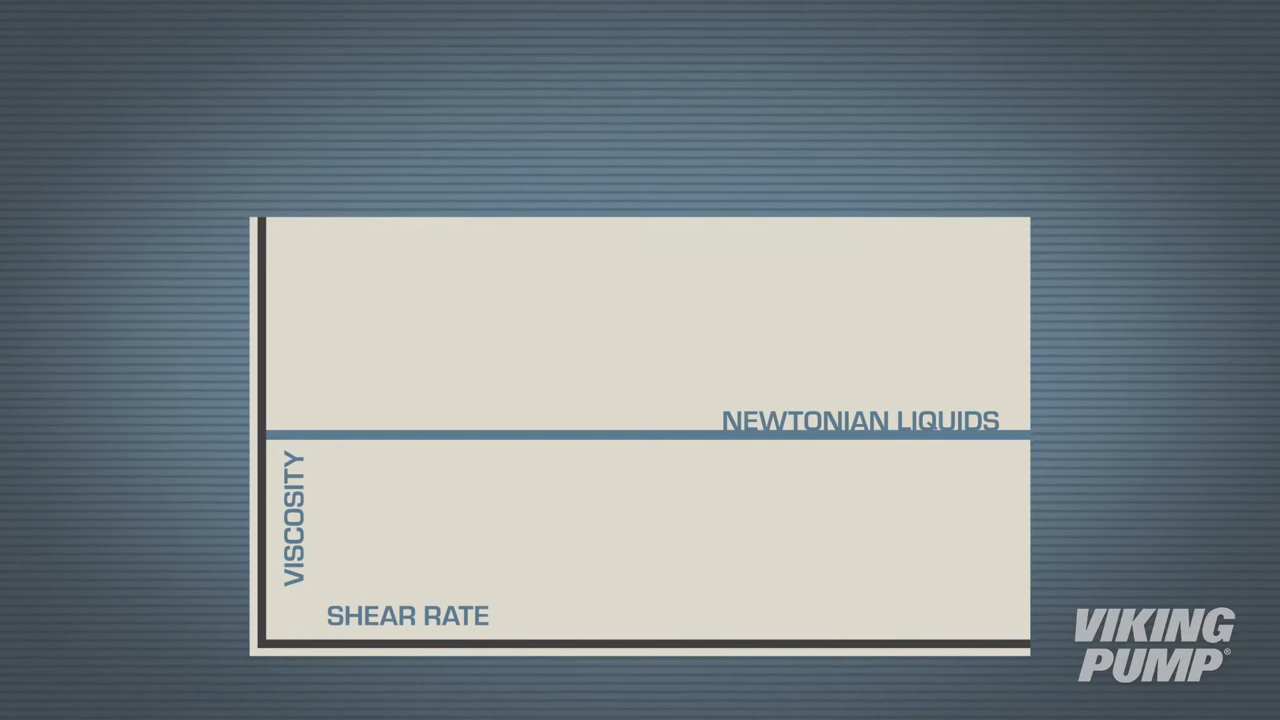 NEWTONIAN LIQUIDS
VISCOSITY
SHEAR RATE
VIKING
PUMP®